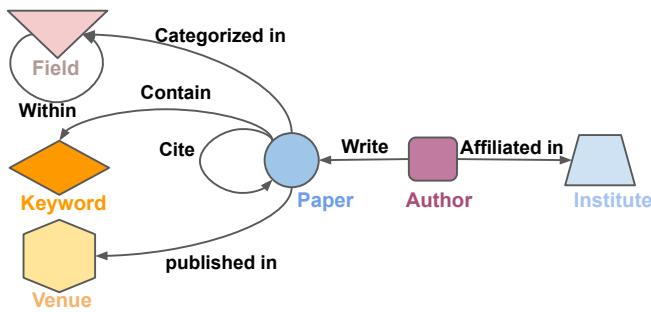 Categorized in
Field
Within
Contain
Cite
Write
Affiliated in
Keyword
Paper
Author
Institute
published in
Venue